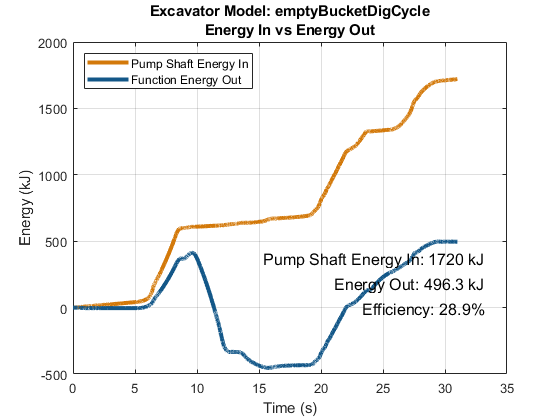 Excavator Model: emptyBucketDigCycle
Energy In vs Energy Out
2000
1500
1000
500
0
-500
Energy (kJ)
Pump Shaft Energy In
Function Energy Out
Pump Shaft Energy In: 1720 kJ
Energy Out: 496.3 kJ
Efficiency: 28.9%
0 5 10 15 20 25 30 35
Time (s)